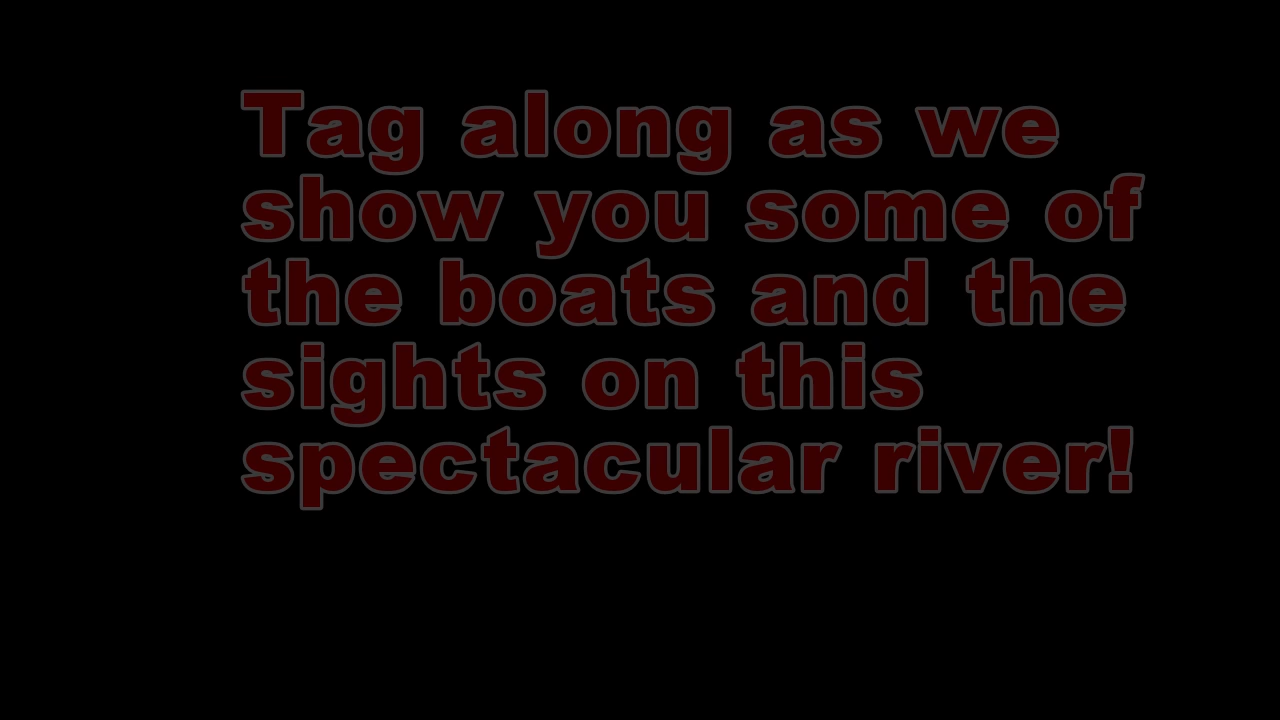 Tag along as we
show you some of
the boats and the
sights on this
spectacular river!